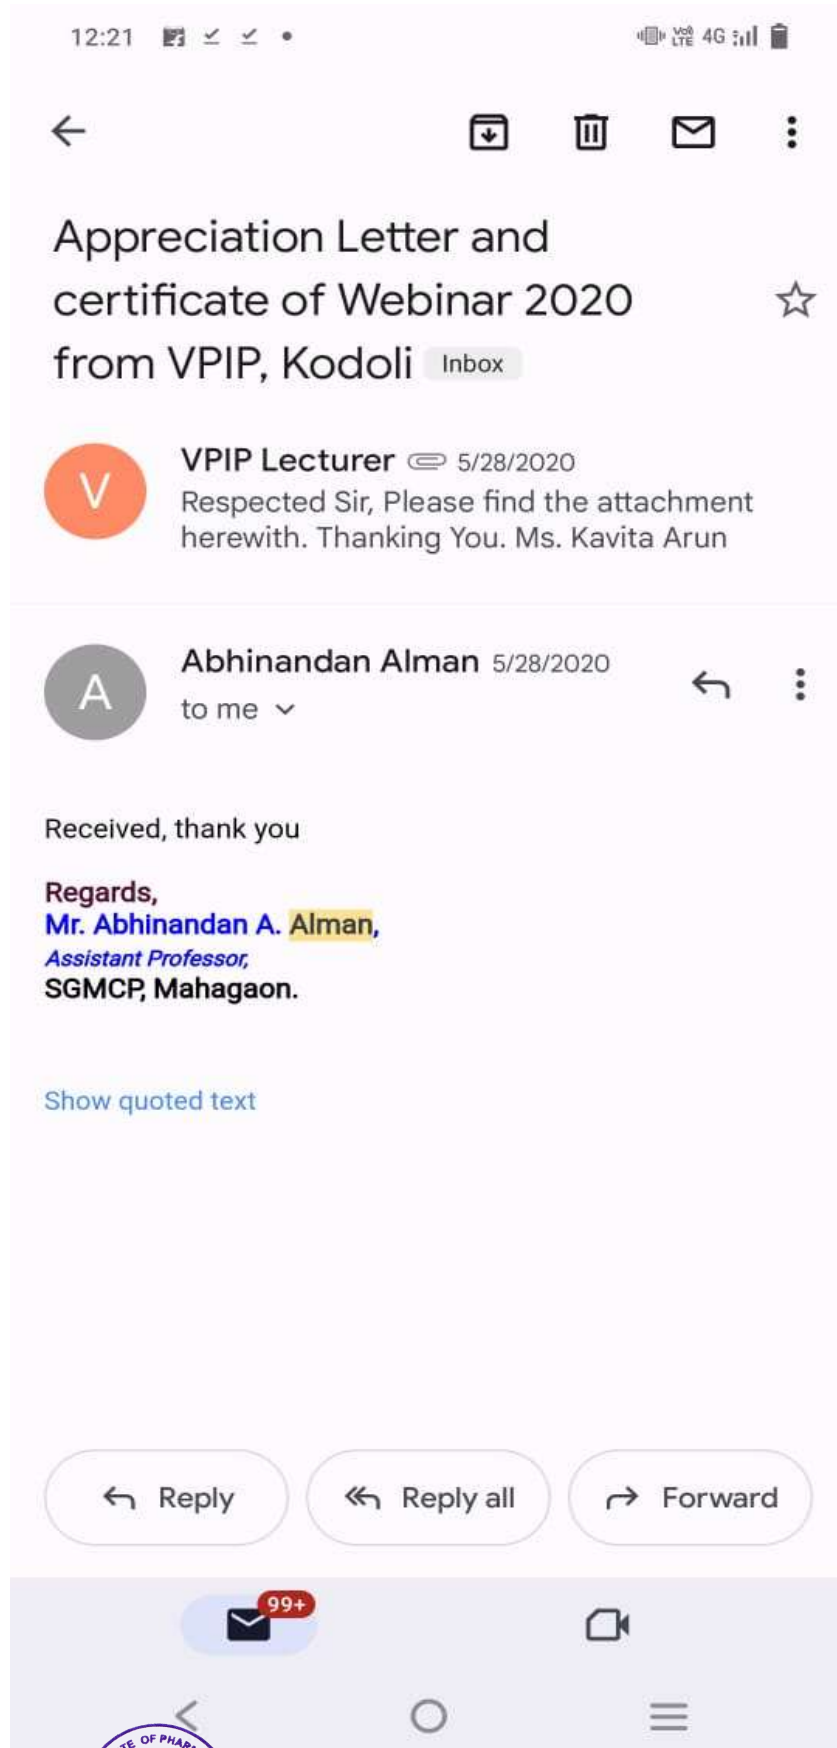 12:21 Vo) LTE 4G
Appreciation Letter and
certificate of Webinar 2020
from VPIP, Kodoli Inbox
V
VPIP Lecturer 5/28/2020
Respected Sir, Please find the attachment
herewith. Thanking You. Ms. Kavita Arun
A
Abhinandan Alman 5/28/2020
to me
Received, thank you
Regards,
Mr. Abhinandan A. Alman,
Assistant Professor,
SGMCP, Mahagaon.
Show quoted text
Reply Reply all Forward
99+
OF